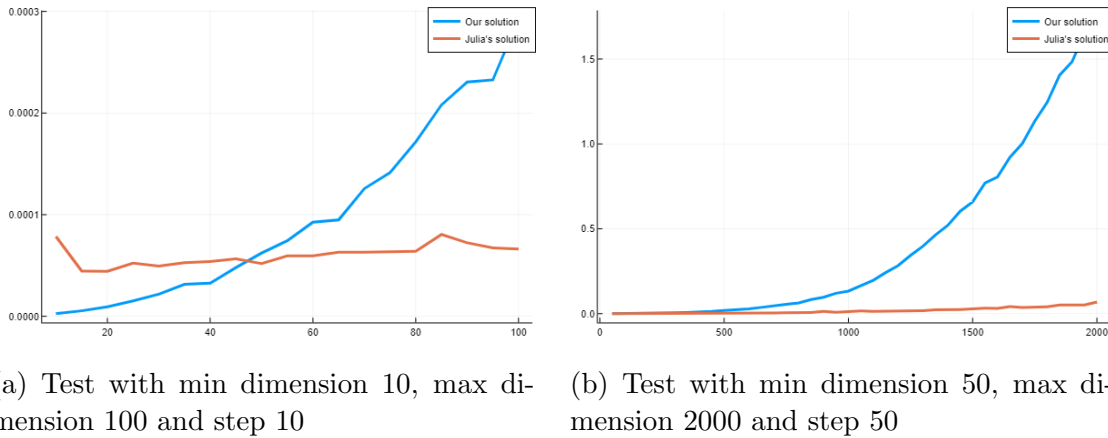 0.0003
0.0002
0.0001
0.0000
20 40 60 80 100
Our solution
Julia's solution
1.5
1.0
0.5
0.0
0 500 1000 1500 2000
Our solution
Julia's solution
a) Test with min dimension 10, max di-
mension 100 and step 10
(b) Test with min dimension 50, max di-
mension 2000 and step 50